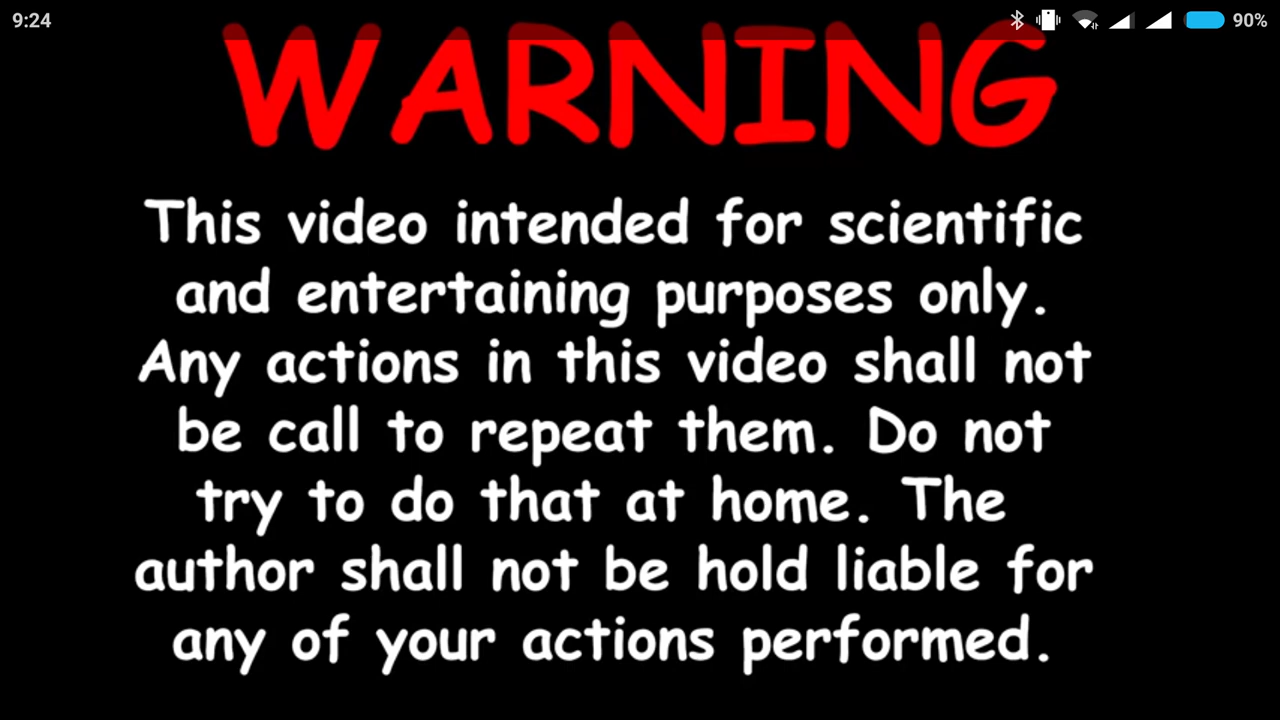 9:24
90%
WARNING
This video intended for scientific
and entertaining purposes only.
Any actions in this video shall not
be call to repeat them. Do not
try to do that at home. The
author shall not be hold liable for
any of your actions performed.